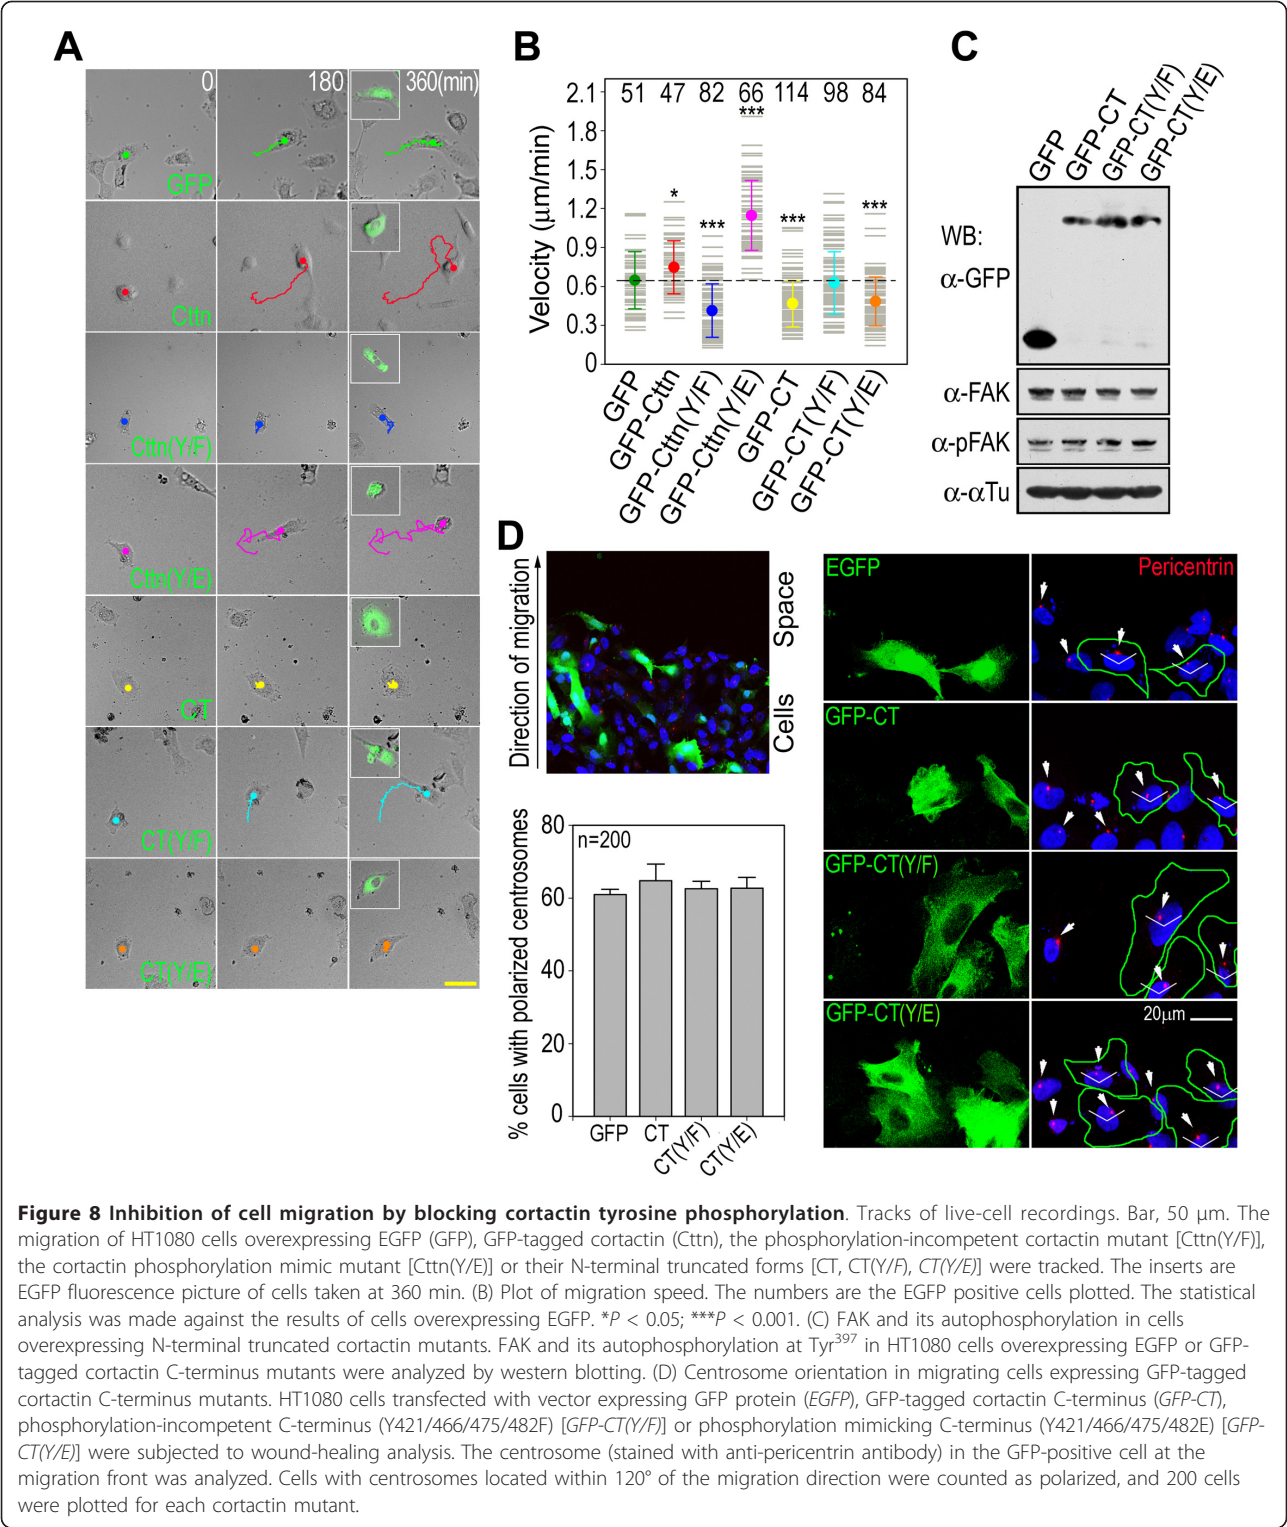 A
0
180
360(min)
GFP
Cttn
Cttn(Y/F)
Cttn(Y/E)
CT
CT(Y/F)
CT(Y/E)
B
Velocity (μm/min)
2.1
1.8
1.5
1.2
0.9
0.6
0.3
0
51 47 82 66 114 98 84
*
***
***
***
***
GFP
GFP-Cttn
GFP-Cttn(Y/F)
GFP-Cttn(Y/E)
GFP-CT
GFP-CT(Y/F)
GFP-CT(Y/E)
C
GFP
GFP-CT
GFP-CT(Y/F)
GFP-CT(Y/E)
WB:
α-GFP
α-FAK
α-pFAK
α-αTu
D
Direction of migration
Space
Cells
% cells with polarized centrosomes
80
60
40
20
0
n=200
GFP
CT
CT(Y/F)
CT(Y/E)
EGFP
Pericentrin
GFP-CT
GFP-CT(Y/F)
GFP-CT(Y/E)
20μm
Figure 8 Inhibition of cell migration by blocking cortactin tyrosine phosphorylation. Tracks of live-cell recordings. Bar, 50 μm. The
migration of HT1080 cells overexpressing EGFP (GFP), GFP-tagged cortactin (Cttn), the phosphorylation-incompetent cortactin mutant [Cttn(Y/F)],
the cortactin phosphorylation mimic mutant [Cttn(Y/E)] or their N-terminal truncated forms [CT, CT(Y/F), CT(Y/E)] were tracked. The inserts are
EGFP fluorescence picture of cells taken at 360 min. (B) Plot of migration speed. The numbers are the EGFP positive cells plotted. The statistical
analysis was made against the results of cells overexpressing EGFP. *P < 0.05; ***P < 0.001. (C) FAK and its autophosphorylation in cells
overexpressing N-terminal truncated cortactin mutants. FAK and its autophosphorylation at Tyr397 in HT1080 cells overexpressing EGFP or GFP-
tagged cortactin C-terminus mutants were analyzed by western blotting. (D) Centrosome orientation in migrating cells expressing GFP-tagged
cortactin C-terminus mutants. HT1080 cells transfected with vector expressing GFP protein (EGFP), GFP-tagged cortactin C-terminus (GFP-CT),
phosphorylation-incompetent C-terminus (Y421/466/475/482F) [GFP-CT(Y/F)] or phosphorylation mimicking C-terminus (Y421/466/475/482E) [GFP-
CT(Y/E)] were subjected to wound-healing analysis. The centrosome (stained with anti-pericentrin antibody) in the GFP-positive cell at the
migration front was analyzed. Cells with centrosomes located within 120° of the migration direction were counted as polarized, and 200 cells
were plotted for each cortactin mutant.